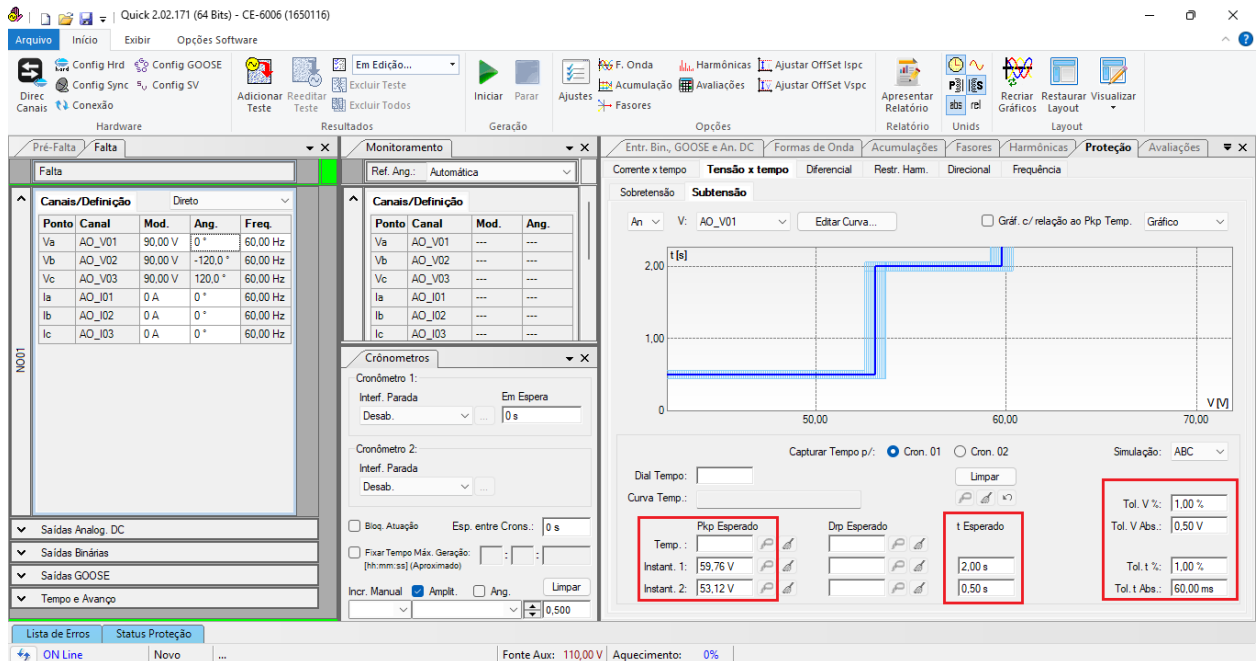 Quick 2.02.171 (64 Bits) - CE-6006 (1650116)
Arquivo Início Exibir Opções Software
Direc Canais
Config Hrd
Config GOOSE
Config Sync
Config SV
Conexão
Hardware
Adicionar Teste
Reeditar Teste
Em Edição...
Excluir Teste
Excluir Todos
Resultados
Iniciar
Parar
Geração
Ajustes
F. Onda
Harmônicas
Ajustar OffSet Ispc
Acumulação
Avaliações
Ajustar OffSet Vspc
Fasores
Opções
Apresentar Relatório
Relatório
abs rel
Unids
Recriar Gráficos
Restaurar Layout
Visualizar
Layout
Pré-Falta Falta
Falta
Canais/Definição Direto
Ponto Canal Mod. Ang. Freq.
Va AO_V01 90,00 V 0 ° 60,00 Hz
Vb AO_V02 90,00 V -120,0 ° 60,00 Hz
Vc AO_V03 90,00 V 120,0 ° 60,00 Hz
Ia AO_I01 0 A 0 ° 60,00 Hz
Ib AO_I02 0 A 0 ° 60,00 Hz
Ic AO_I03 0 A 0 ° 60,00 Hz
NO01
Saídas Analog. DC
Saídas Binárias
Saídas GOOSE
Tempo e Avanço
Monitoramento
Ref. Ang.: Automática
Canais/Definição
Ponto Canal Mod. Ang.
Va AO_V01 --- ---
Vb AO_V02 --- ---
Vc AO_V03 --- ---
Ia AO_I01 --- ---
Ib AO_I02 --- ---
Ic AO_I03 --- ---
Crônometros
Cronômetro 1:
Interf. Parada Em Espera
Desab. ... 0 s
Cronômetro 2:
Interf. Parada
Desab. ...
Bloq. Atuação Esp. entre Crons.: 0 s
Fixar Tempo Máx. Geração: : :
[hh:mm:ss] (Aproximado)
Incr. Manual Amplit. Ang. Limpar
0,500
Entr. Bin., GOOSE e An. DC Formas de Onda Acumulações Fasores Harmônicas Proteção Avaliações
Corrente x tempo Tensão x tempo Diferencial Restr. Harm. Direcional Frequência
Sobretensão Subtensão
An V: AO_V01 Editar Curva... Gráf. c/ relação ao Pkp Temp. Gráfico
t [s]
2,00
1,00
0
50,00 60,00 70,00
V [V]
Capturar Tempo p/: Cron. 01 Cron. 02 Simulação: ABC
Dial Tempo: Limpar
Curva Temp.:
Tol. V %: 1,00 %
Pkp Esperado Drp Esperado t Esperado Tol. V Abs.: 0,50 V
Temp. :
Instant. 1: 59,76 V 2,00 s Tol. t %: 1,00 %
Instant. 2: 53,12 V 0,50 s Tol. t Abs.: 60,00 ms
Lista de Erros Status Proteção
ON Line Novo ... Fonte Aux: 110,00 V Aquecimento: 0%